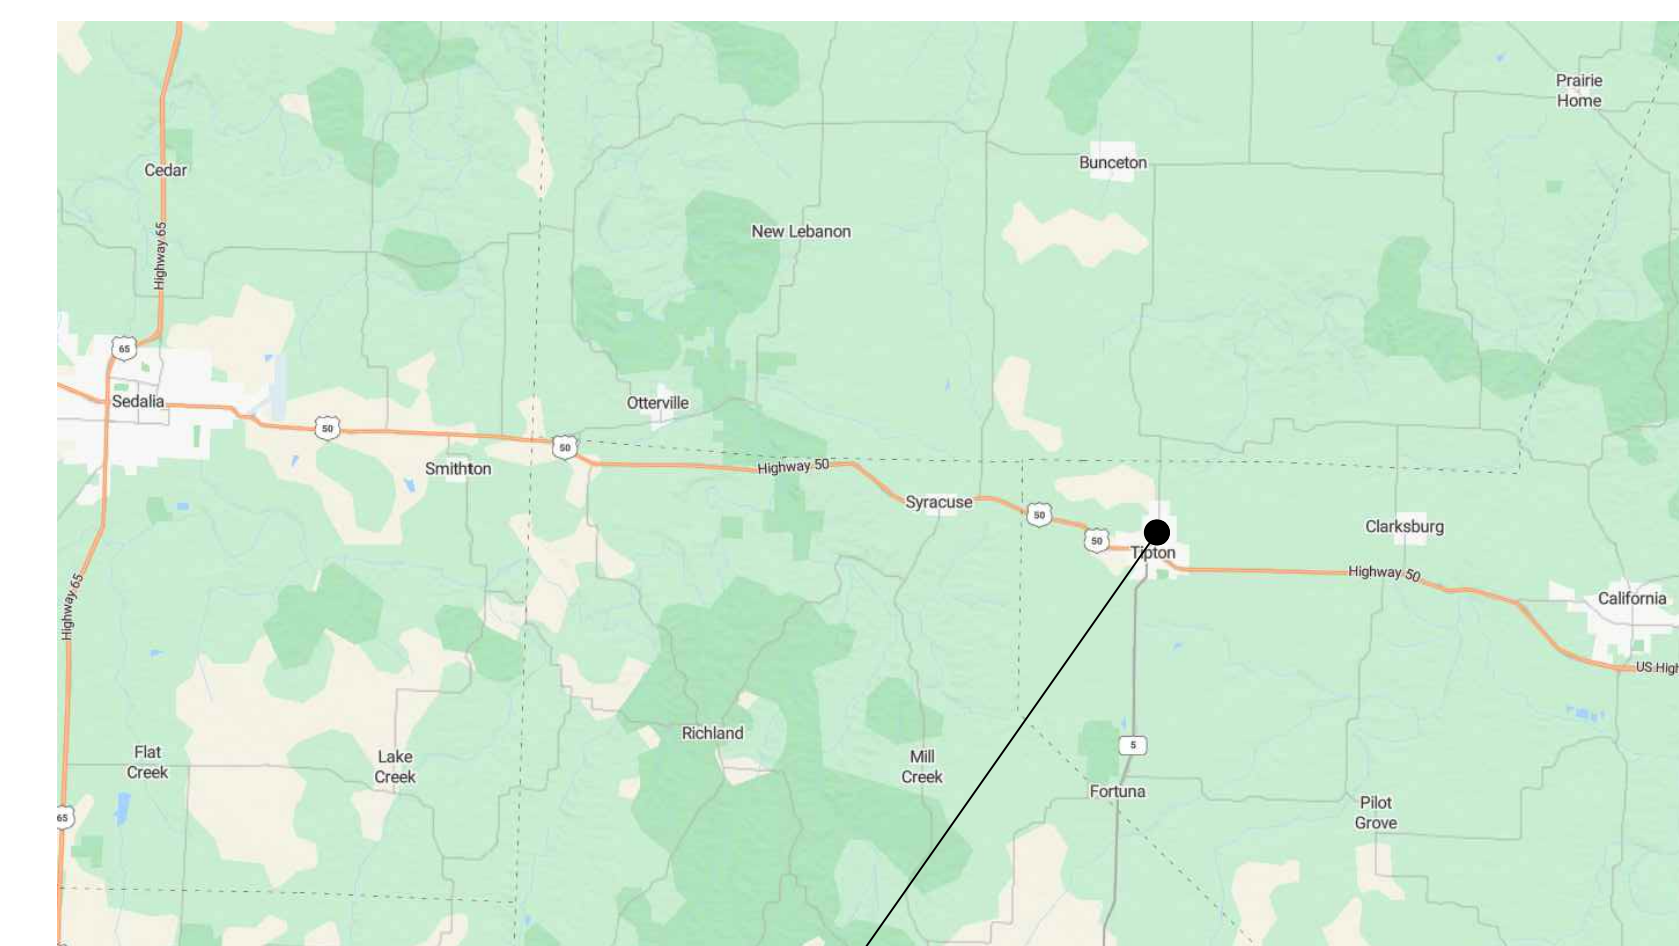 Prairie
Home
Bunceton
Cedar
New Lebanon
Highway 65
65
Sedalia
Otterville
50
50
Smithton
Highway 50
Syracuse
50
50
Tipton
Clarksburg
Highway 50
California
Highway 65
US High
Richland
5
Flat
Creek
Lake
Creek
Mill
Creek
Fortuna
Pilot
Grove
65